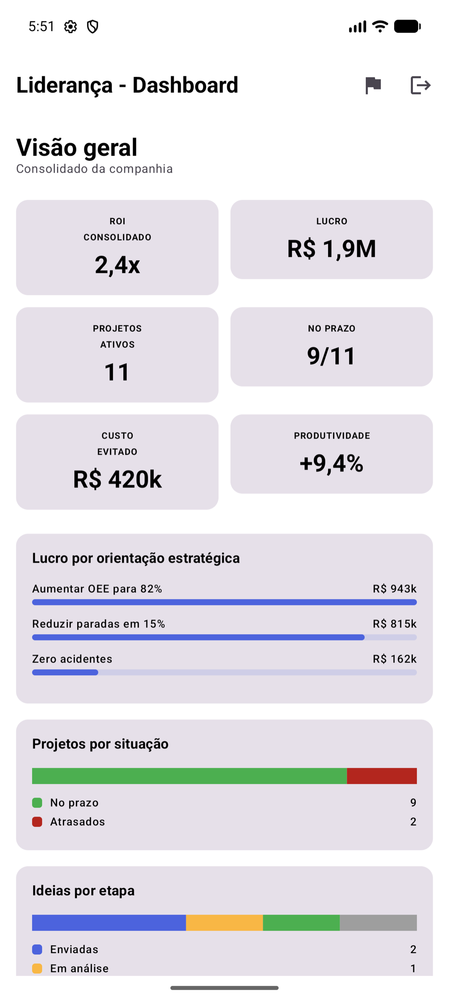 5:51
Liderança - Dashboard
Visão geral
Consolidado da companhia
ROI
CONSOLIDADO
2,4x
LUCRO
R$ 1,9M
PROJETOS
ATIVOS
11
NO PRAZO
9/11
CUSTO
EVITADO
R$ 420k
PRODUTIVIDADE
+9,4%
Lucro por orientação estratégica
Aumentar OEE para 82% R$ 943k
Reduzir paradas em 15% R$ 815k
Zero acidentes R$ 162k
Projetos por situação
No prazo 9
Atrasados 2
Ideias por etapa
Enviadas 2
Em análise 1